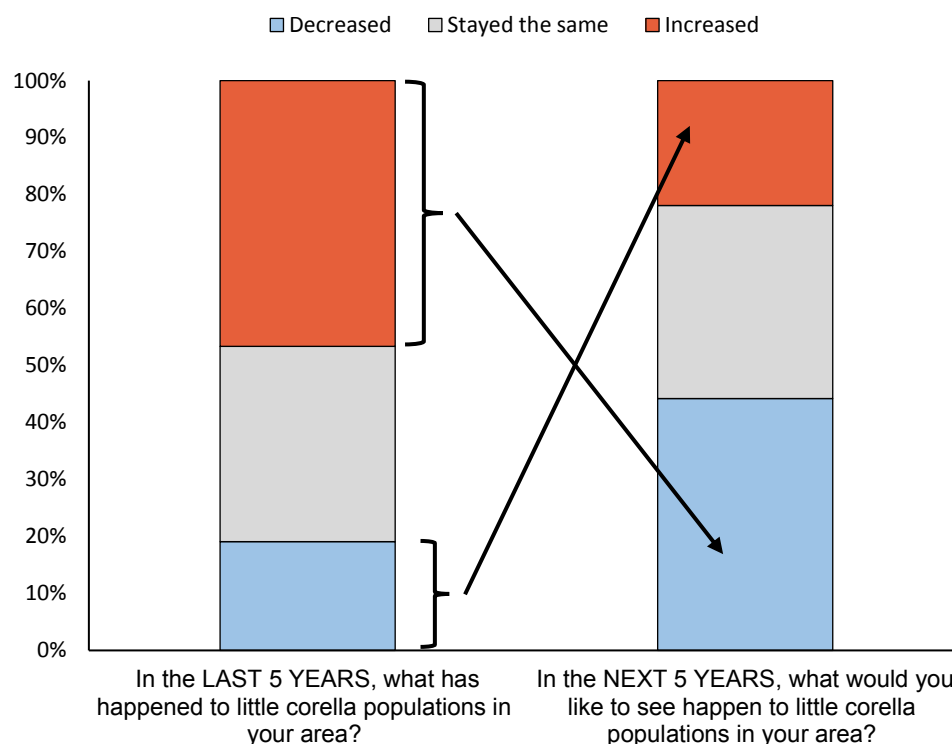 Decreased Stayed the same Increased
100%
90%
80%
70%
60%
50%
40%
30%
20%
10%
0%
In the LAST 5 YEARS, what has
happened to little corella populations in
your area?
In the NEXT 5 YEARS, what would you
like to see happen to little corella
populations in your area?